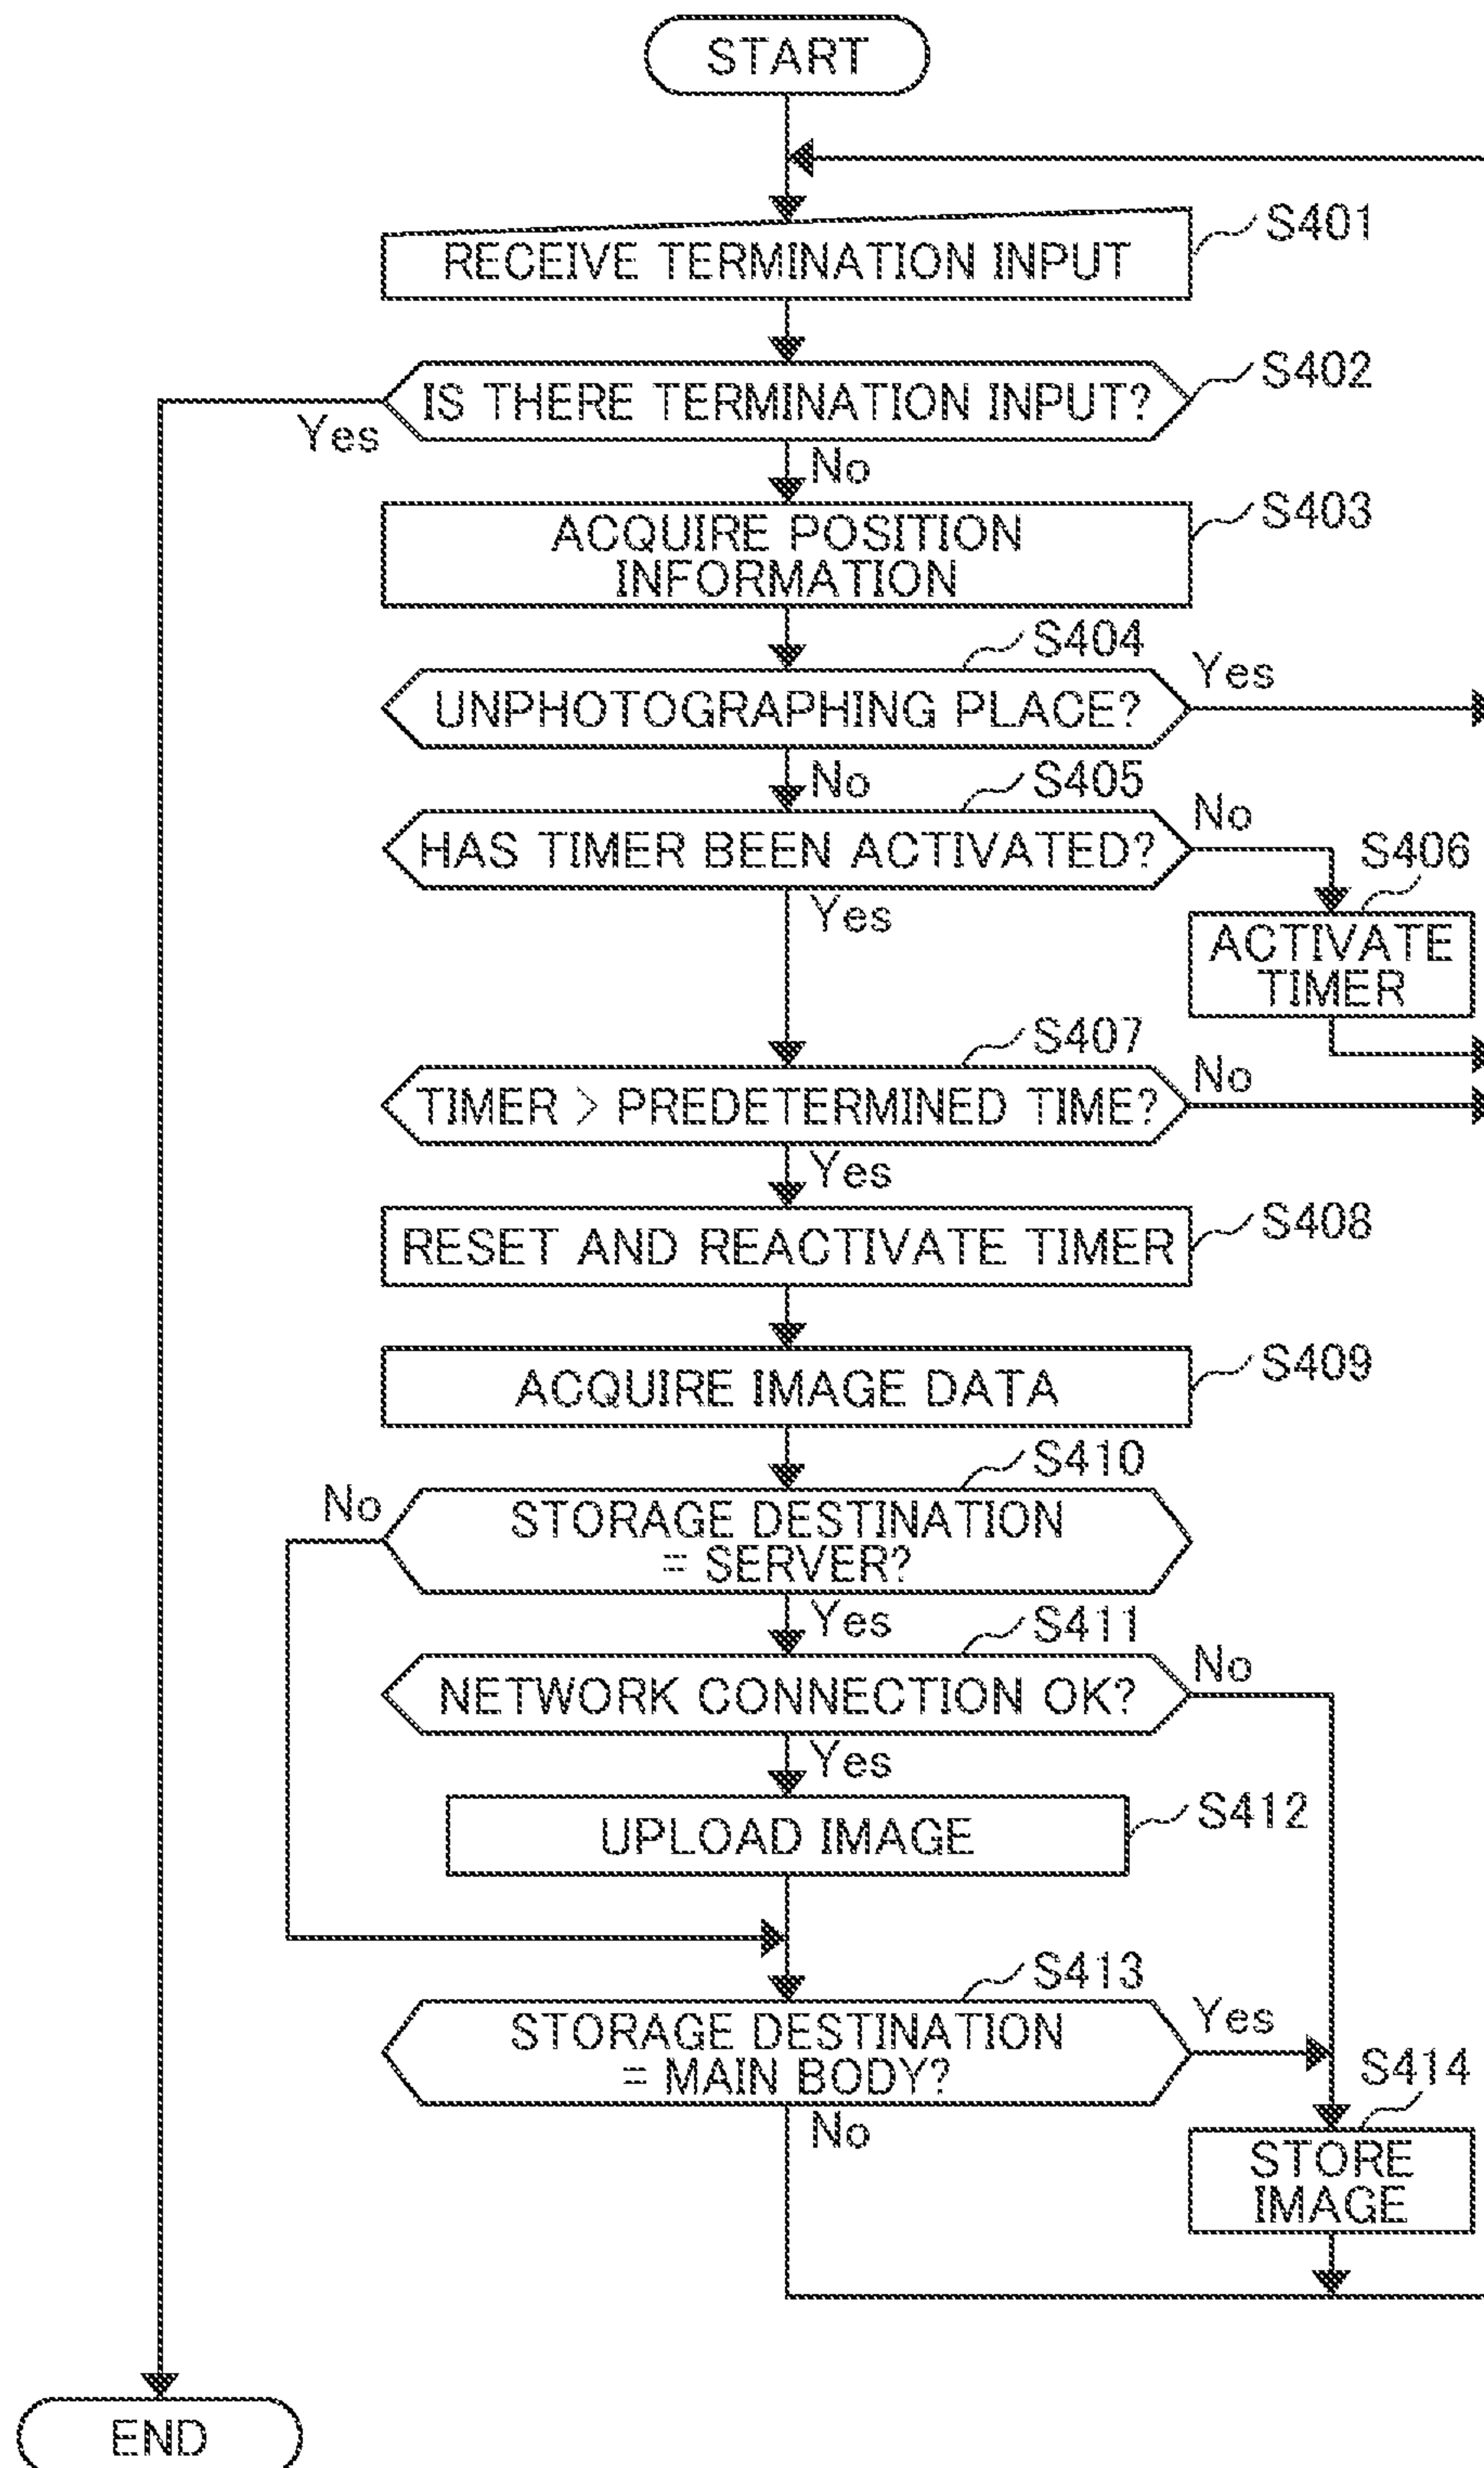 START
RECEIVE TERMINATION INPUT
S401
IS THERE TERMINATION INPUT?
S402
Yes
No
ACQUIRE POSITION
INFORMATION
S403
S404
UNPHOTOGRAPHING PLACE?
Yes
No
S405
HAS TIMER BEEN ACTIVATED?
No
S406
Yes
ACTIVATE
TIMER
S407
TIMER > PREDETERMINED TIME?
No
Yes
RESET AND REACTIVATE TIMER
S408
ACQUIRE IMAGE DATA
S409
S410
No
STORAGE DESTINATION
= SERVER?
Yes
S411
NETWORK CONNECTION OK?
No
Yes
UPLOAD IMAGE
S412
S413
STORAGE DESTINATION
= MAIN BODY?
Yes
S414
No
STORE
IMAGE
END